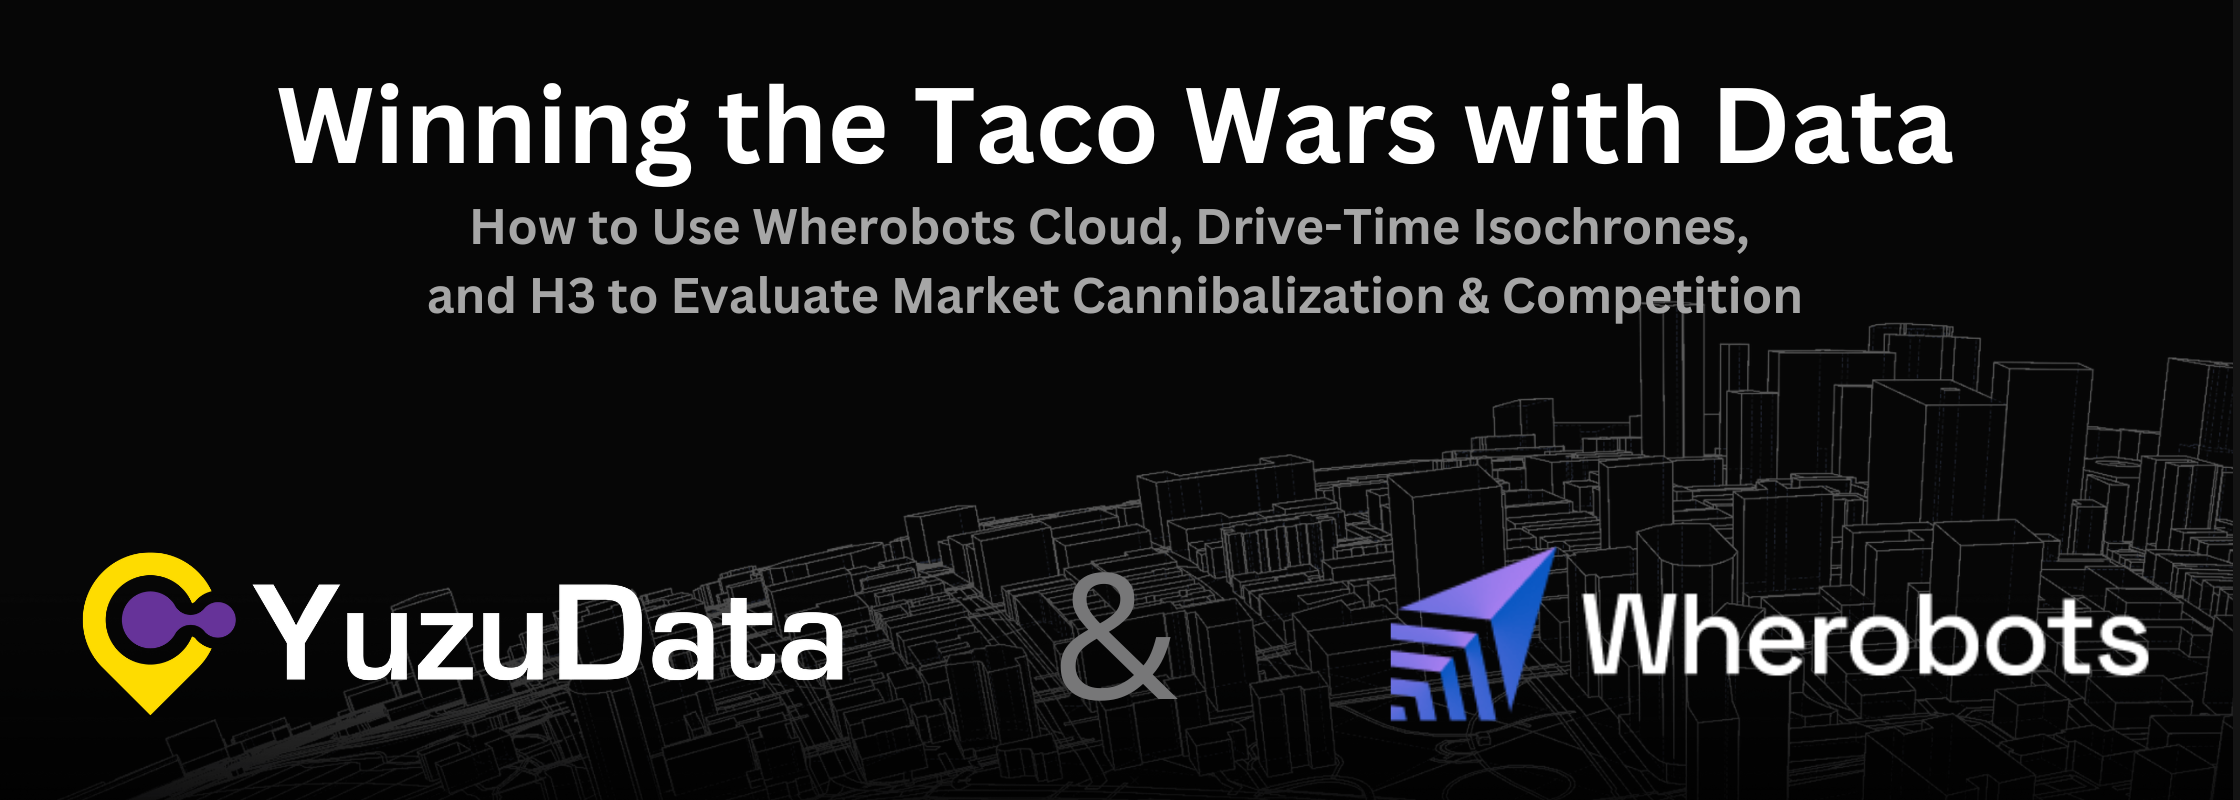 Winning the Taco Wars with Data
How to Use Wherobots Cloud, Drive-Time Isochrones,
and H3 to Evaluate Market Cannibalization & Competition
YuzuData & Wherobots